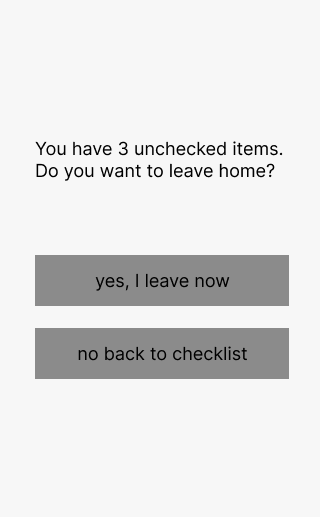 You have 3 unchecked items.
Do you want to leave home?
yes, I leave now
no back to checklist